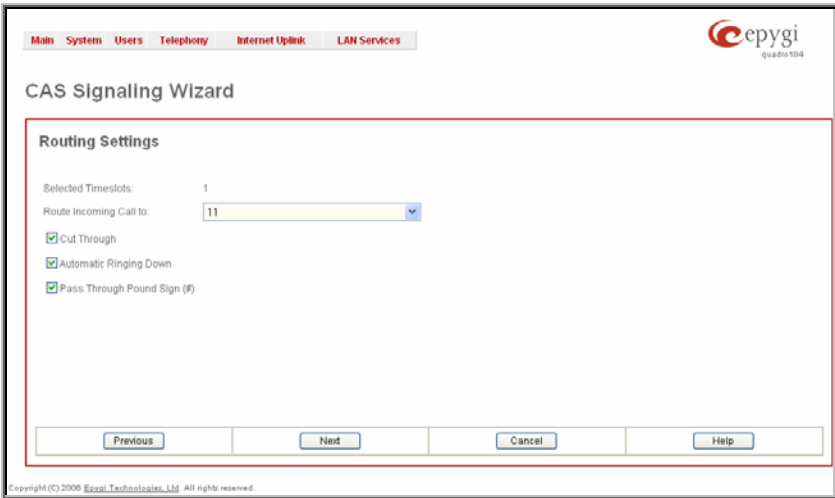 Main System Users Telephony Internet Uplink LAN Services
epygi
quadro104
CAS Signaling Wizard
Routing Settings
Selected Timeslots: 1
Route Incoming Call to: 11
Cut Through
Automatic Ringing Down
Pass Through Pound Sign (#)
Previous Next Cancel Help
Copyright (C) 2006 Epygi Technologies, Ltd. All rights reserved.